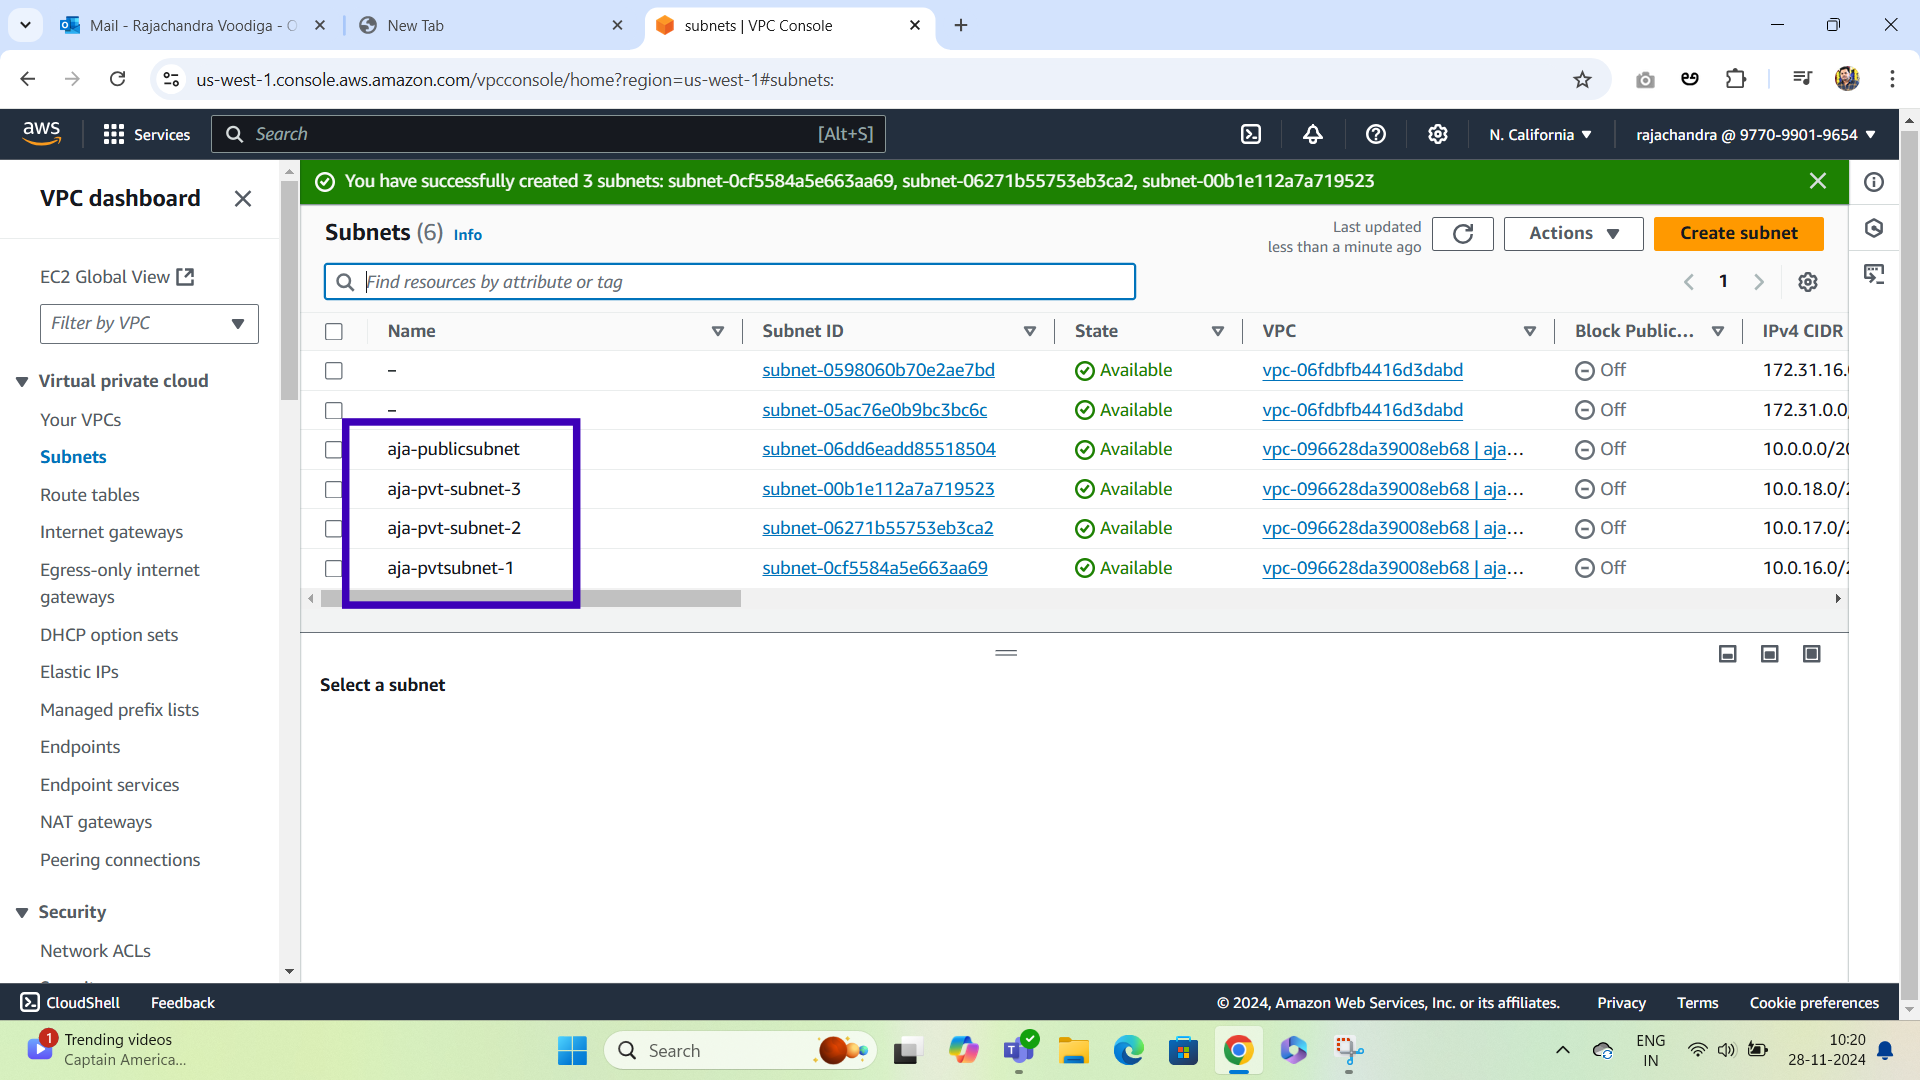 Mail - Rajachandra Voodiga - O
New Tab
subnets | VPC Console
us-west-1.console.aws.amazon.com/vpcconsole/home?region=us-west-1#subnets:
aws
Services
Search
[Alt+S]
N. California
rajachandra @ 9770-9901-9654
VPC dashboard
EC2 Global View
Filter by VPC
Virtual private cloud
Your VPCs
Subnets
Route tables
Internet gateways
Egress-only internet
gateways
DHCP option sets
Elastic IPs
Managed prefix lists
Endpoints
Endpoint services
NAT gateways
Peering connections
Security
Network ACLs
You have successfully created 3 subnets: subnet-0cf5584a5e663aa69, subnet-06271b55753eb3ca2, subnet-00b1e112a7a719523
Subnets (6) Info
Last updated
less than a minute ago
Actions
Create subnet
Find resources by attribute or tag
1
Name Subnet ID State VPC Block Public... IPv4 CIDR
– subnet-0598060b70e2ae7bd Available vpc-06fdbfb4416d3dabd Off 172.31.16.
– subnet-05ac76e0b9bc3bc6c Available vpc-06fdbfb4416d3dabd Off 172.31.0.0/
aja-publicsubnet subnet-06dd6eadd85518504 Available vpc-096628da39008eb68 | aja... Off 10.0.0.0/20
aja-pvt-subnet-3 subnet-00b1e112a7a719523 Available vpc-096628da39008eb68 | aja... Off 10.0.18.0/2
aja-pvt-subnet-2 subnet-06271b55753eb3ca2 Available vpc-096628da39008eb68 | aja... Off 10.0.17.0/2
aja-pvtsubnet-1 subnet-0cf5584a5e663aa69 Available vpc-096628da39008eb68 | aja... Off 10.0.16.0/2
Select a subnet
CloudShell
Feedback
© 2024, Amazon Web Services, Inc. or its affiliates.
Privacy
Terms
Cookie preferences
1
Trending videos
Captain America...
Search
ENG
IN
10:20
28-11-2024